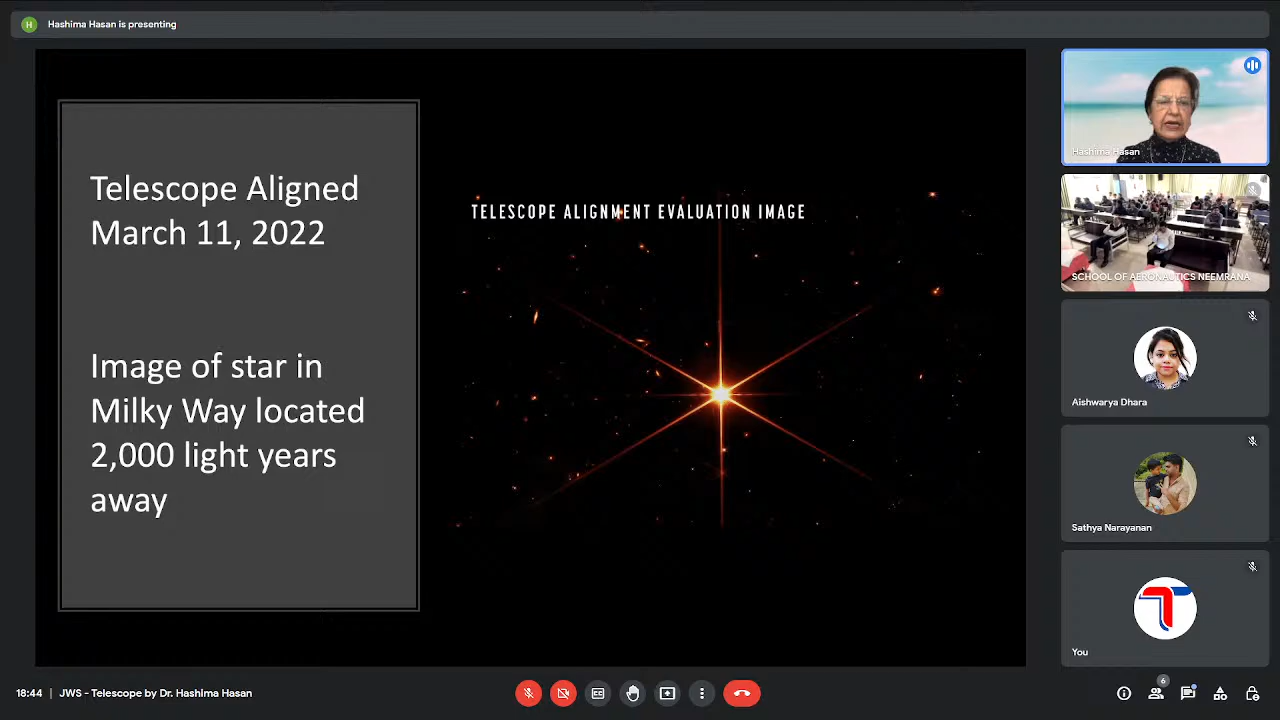 H
Hashima Hasan is presenting
Telescope Aligned
March 11, 2022
Image of star in
Milky Way located
2,000 light years
away
TELESCOPE ALIGNMENT EVALUATION IMAGE
Hashima Hasan
SCHOOL OF AERONAUTICS NEEMRANA
Aishwarya Dhara
Sathya Narayanan
T
You
18:44 | JWS - Telescope by Dr. HashIma Hasan
CC
6